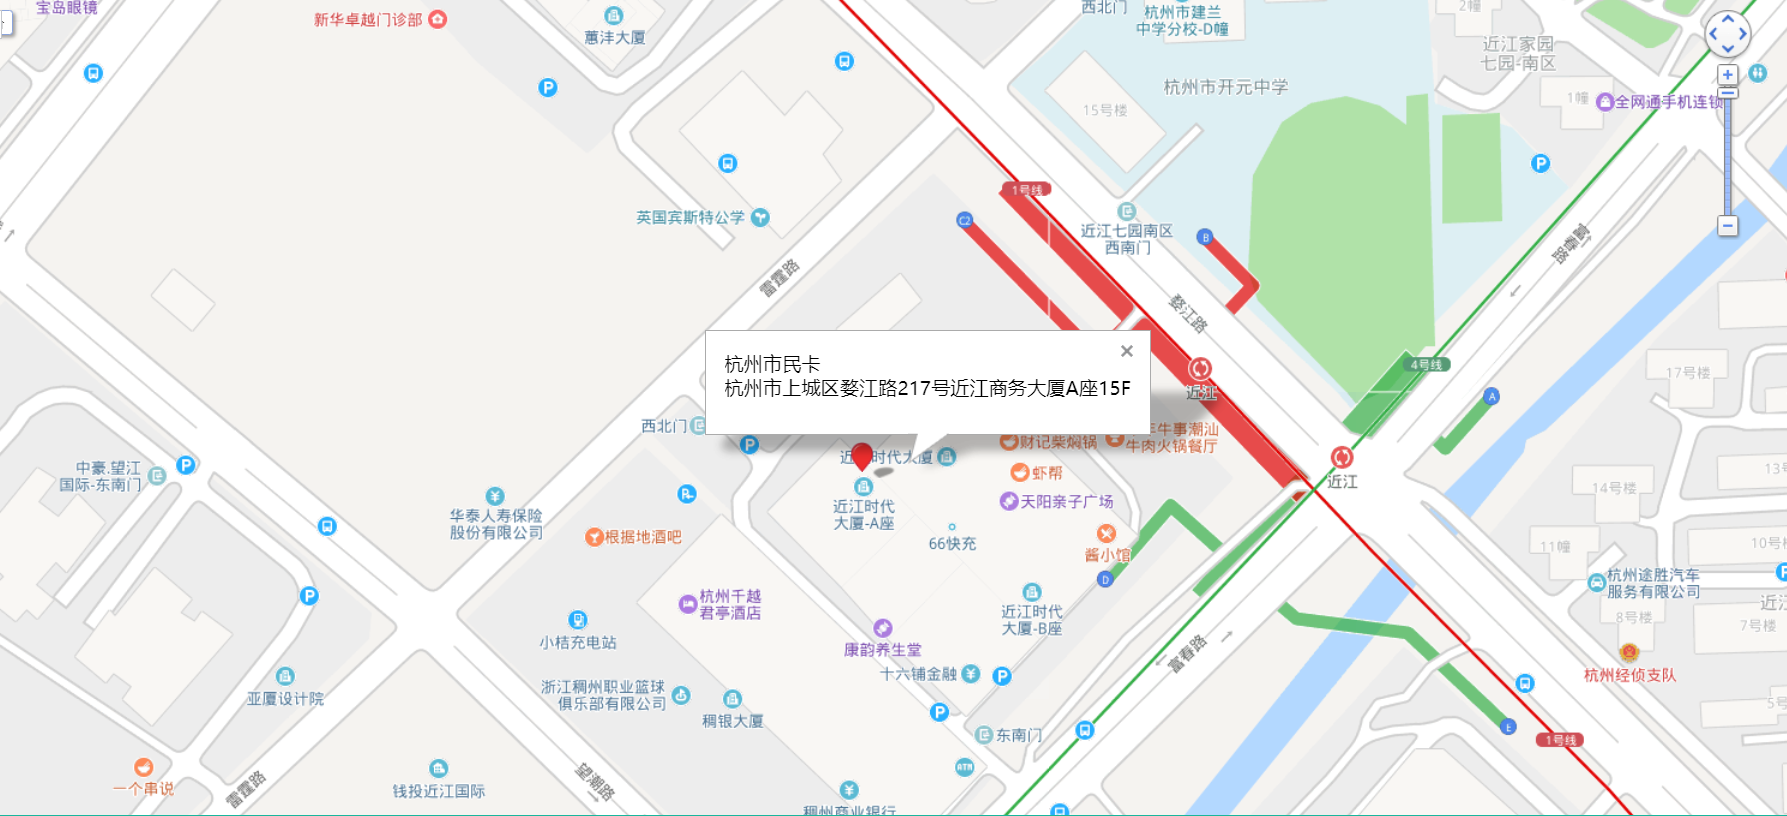 宝岛眼镜
新华卓越门诊部
蕙沣大厦
西北门
杭州市建兰
中学分校-D幢
2幢
近江家园
七园-南区
杭州市开元中学
15号楼
1幢
全网通手机连锁
英国宾斯特公学
1号线
C2
近江七园南区
西南门
B
富春路
雷霆路
婺江路
杭州市民卡
杭州市上城区婺江路217号近江商务大厦A座15F
近江
4号线
17号楼
A
西北门
财记柴焖锅
牛事潮汕
牛肉火锅餐厅
时代大厦
中豪.望江
国际-东南门
虾帮
近江
14号楼
近江时代
大厦-A座
天阳亲子广场
华泰人寿保险
股份有限公司
根据地酒吧
66快充
酱小馆
D
11幢
10号
杭州途胜汽车
服务有限公司
杭州千越
君亭酒店
近江时代
大厦-B座
8号楼
7号楼
小桔充电站
康韵养生堂
富春路
十六铺金融
杭州经侦支队
亚厦设计院
浙江稠州职业篮球
俱乐部有限公司
稠银大厦
东南门
E
1号线
ATM
一个串说
雷霆路
钱投近江国际
望潮路
稠州商业银行